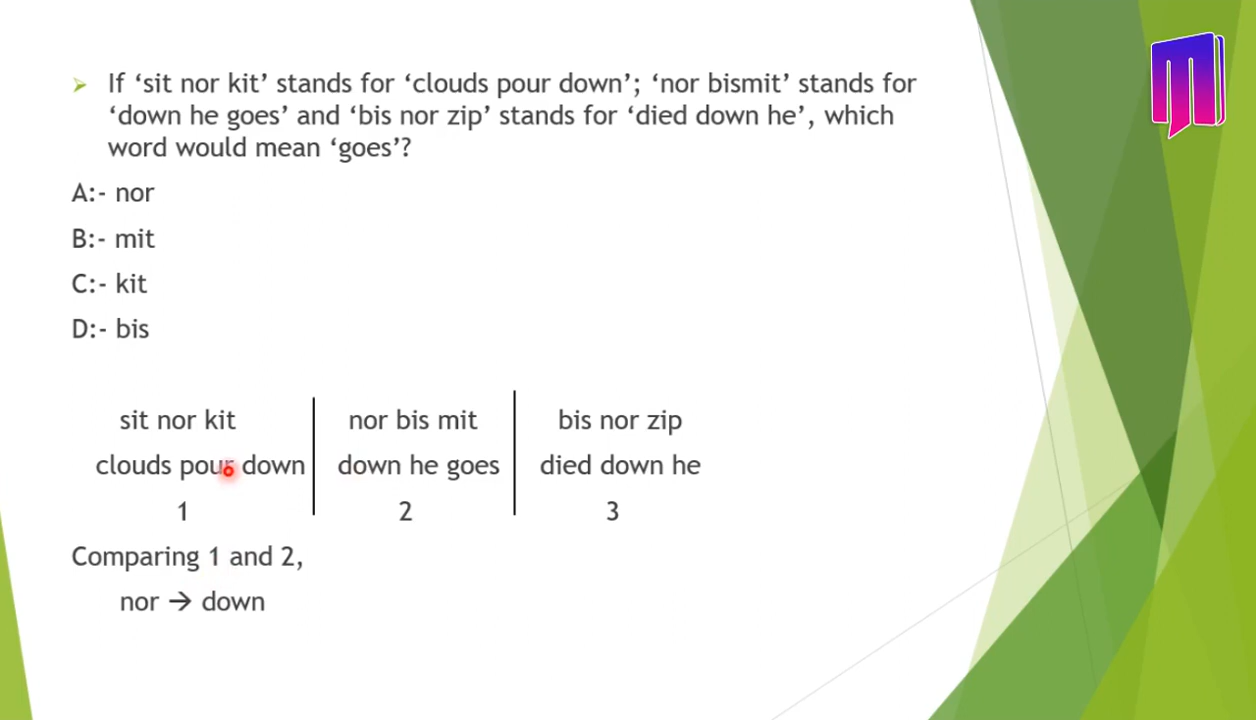 If ‘sit nor kit’ stands for ‘clouds pour down’; ‘nor bismit’ stands for
‘down he goes’ and ‘bis nor zip’ stands for ‘died down he’, which
word would mean ‘goes’?
A:- nor
B:- mit
C:- kit
D:- bis
sit nor kit
nor bis mit
bis nor zip
clouds pour down
down he goes
died down he
1
2
3
Comparing 1 and 2,
nor → down